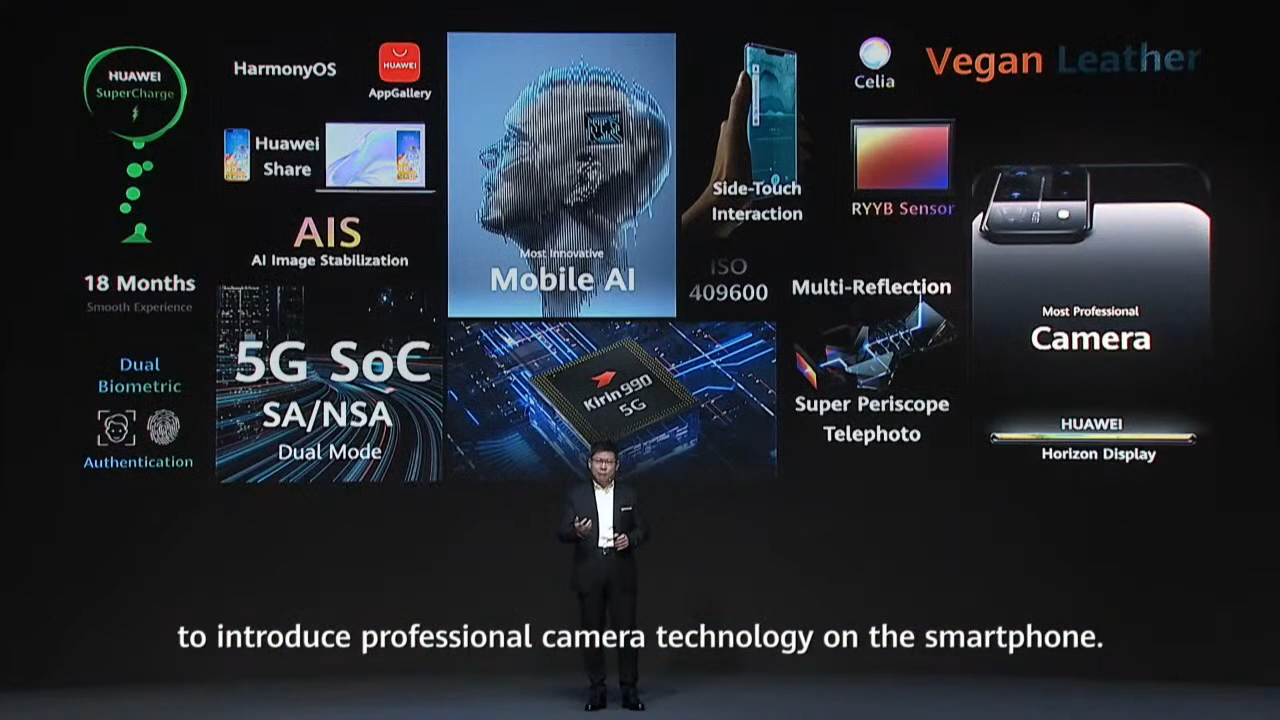 HUAWEI
SuperCharge
18 Months
Smooth Experience
Dual
Biometric
Authentication
HarmonyOS
HUAWEI
AppGallery
Huawei
Share
AIS
AI Image Stabilization
5G SoC
SA/NSA
Dual Mode
Most Innovative
Mobile AI
Kirin 990
5G
Side-Touch
Interaction
ISO
409600
Celia
Vegan Leather
RYYB Sensor
Multi-Reflection
Super Periscope
Telephoto
Most Professional
Camera
HUAWEI
Horizon Display
to introduce professional camera technology on the smartphone.